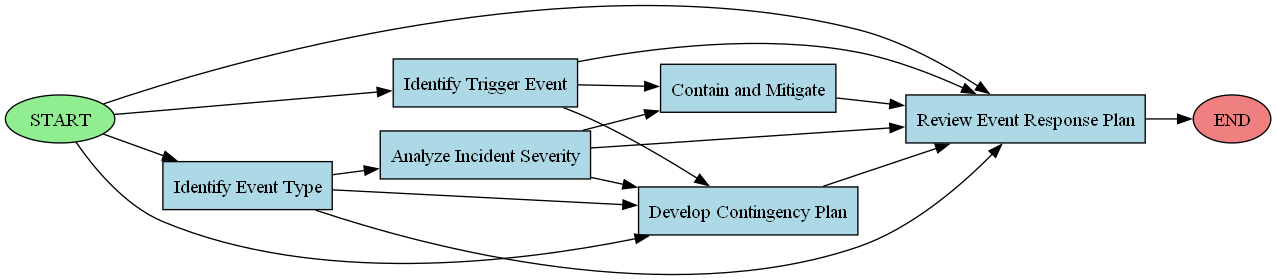 START
Identify Trigger Event
Contain and Mitigate
Review Event Response Plan
END
Analyze Incident Severity
Identify Event Type
Develop Contingency Plan